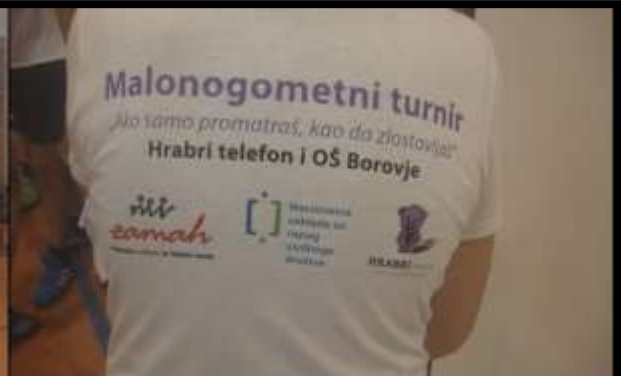 Malonogometni turnir
„Ako samo promatraš, kao da zlostavljaš“
Hrabri telefon i OŠ Borovje
zamah
Nacionalna
zaklada za
razvoj
civilnoga
društva
HRABRI